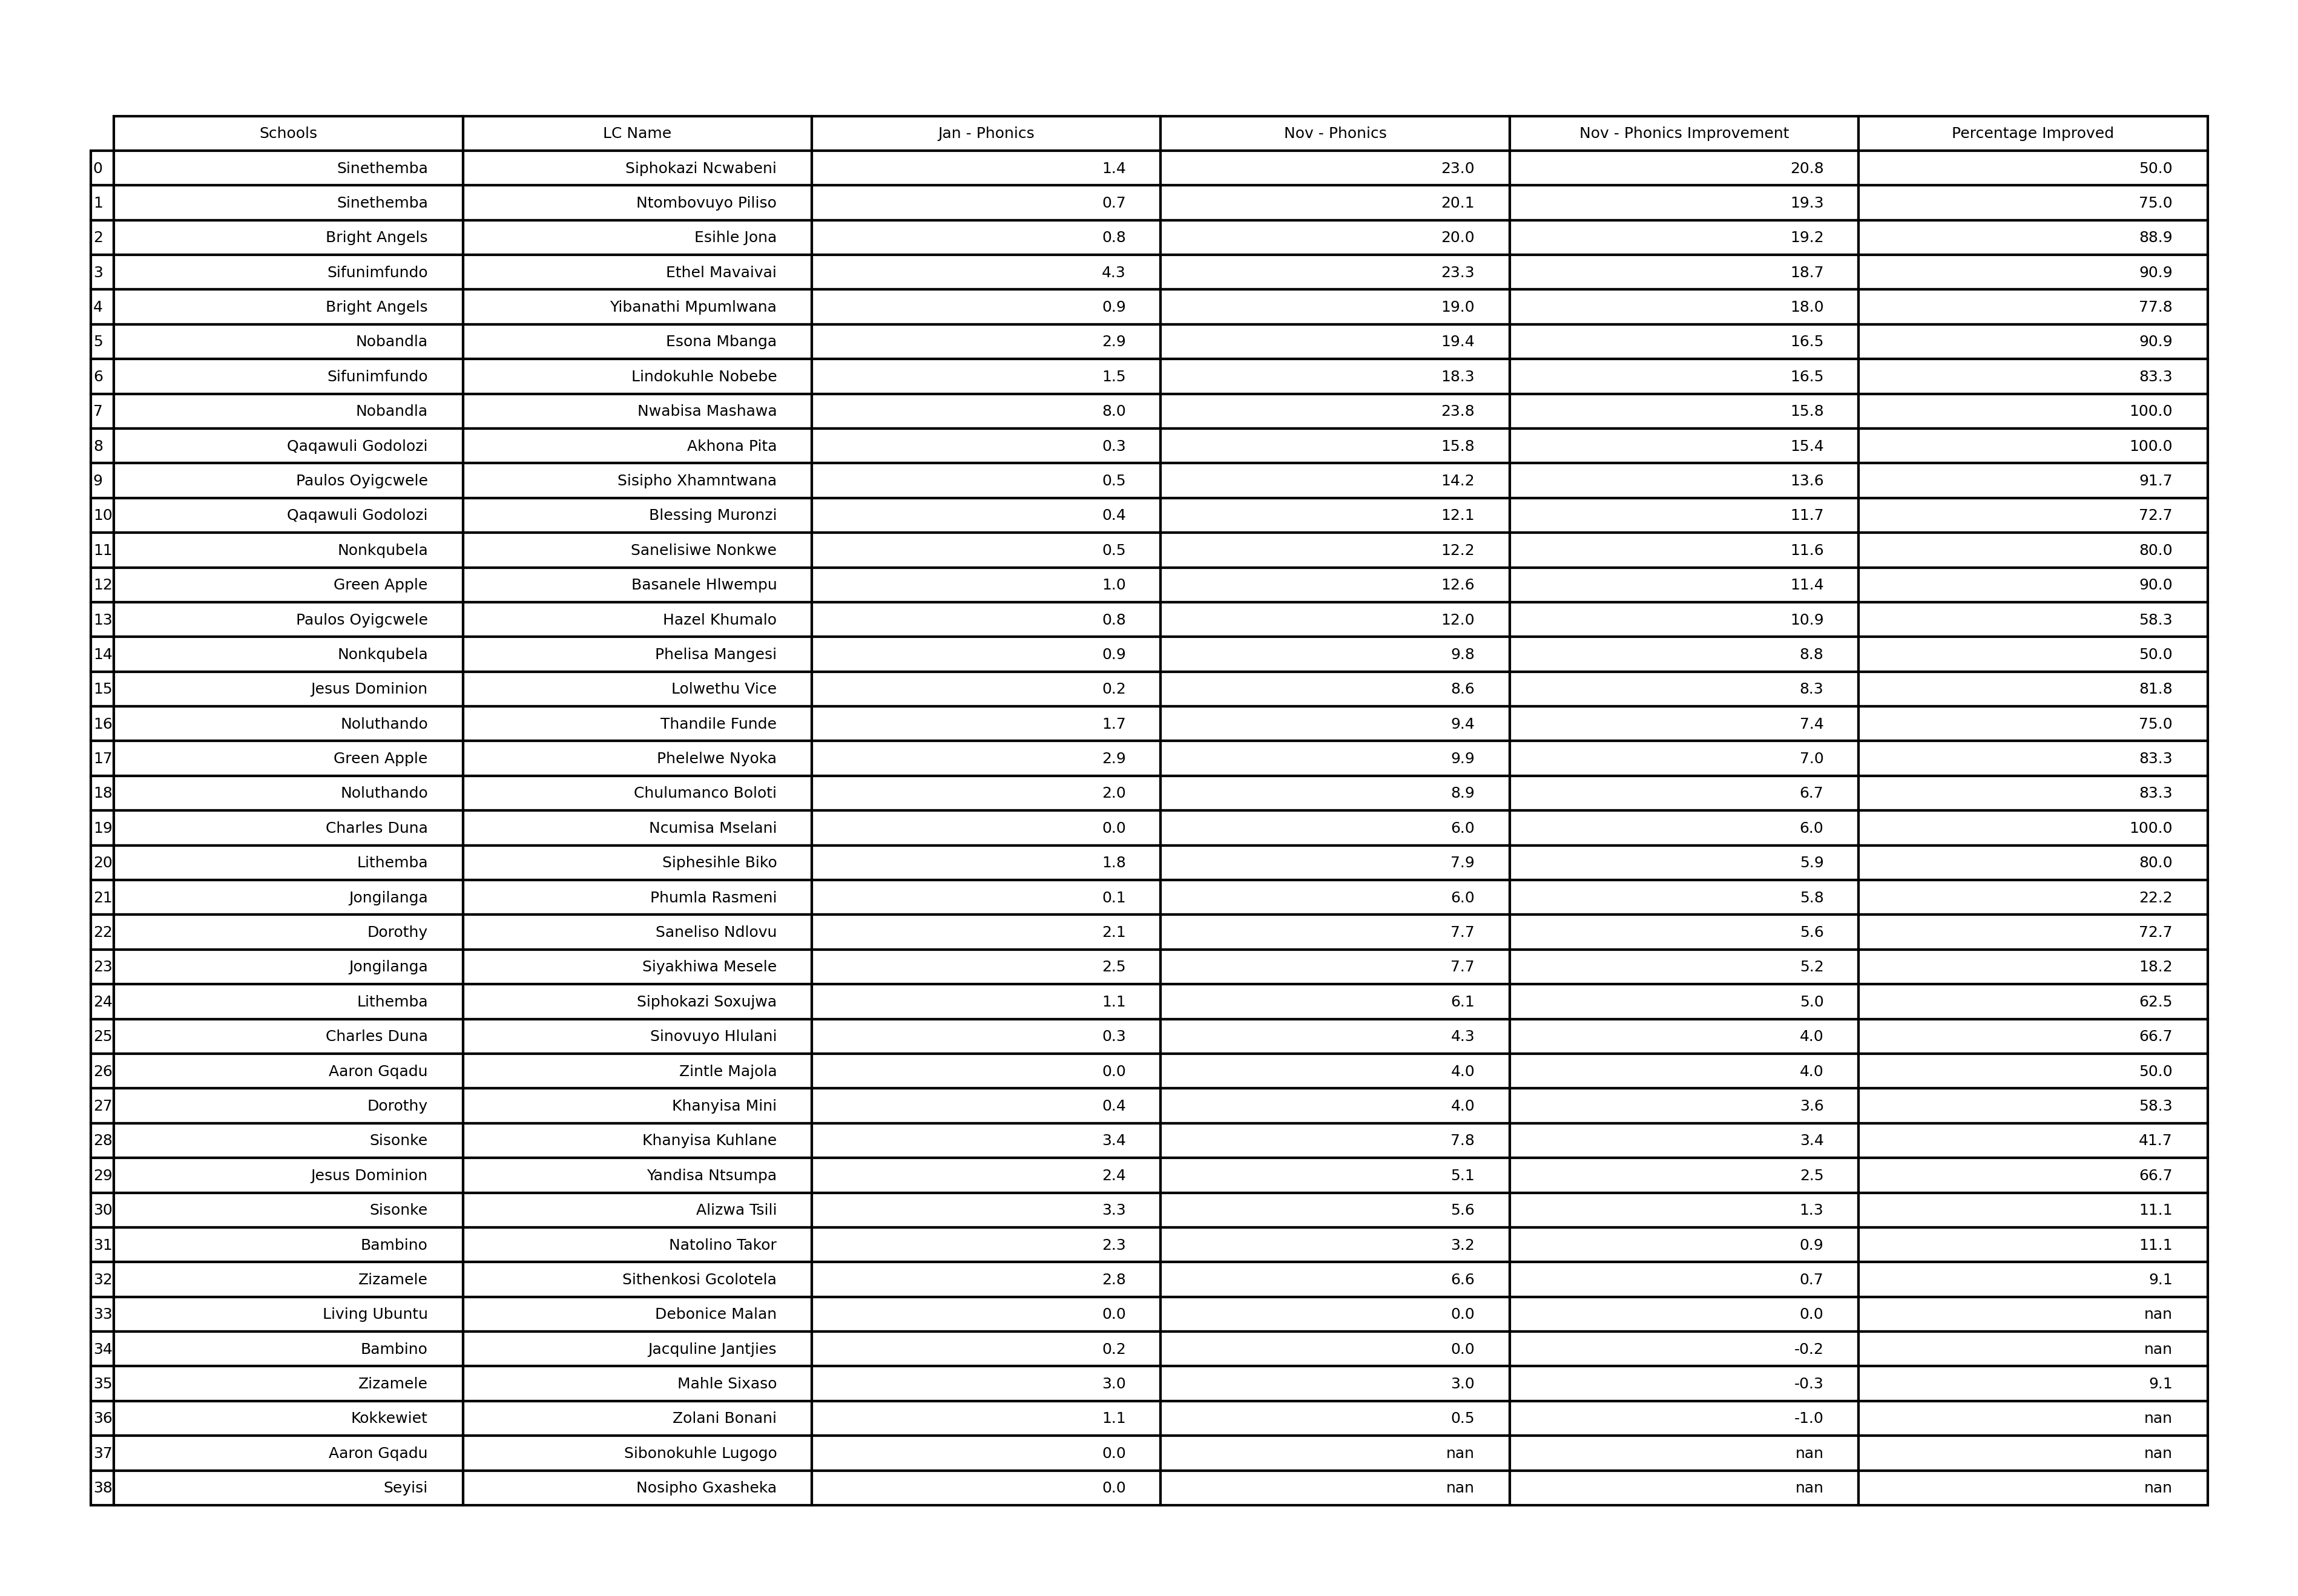 Schools LC Name Jan - Phonics Nov - Phonics Nov - Phonics Improvement Percentage Improved
0 Sinethemba Siphokazi Ncwabeni 1.4 23.0 20.8 50.0
1 Sinethemba Ntombovuyo Piliso 0.7 20.1 19.3 75.0
2 Bright Angels Esihle Jona 0.8 20.0 19.2 88.9
3 Sifunimfundo Ethel Mavaivai 4.3 23.3 18.7 90.9
4 Bright Angels Yibanathi Mpumlwana 0.9 19.0 18.0 77.8
5 Nobandla Esona Mbanga 2.9 19.4 16.5 90.9
6 Sifunimfundo Lindokuhle Nobebe 1.5 18.3 16.5 83.3
7 Nobandla Nwabisa Mashawa 8.0 23.8 15.8 100.0
8 Qaqawuli Godolozi Akhona Pita 0.3 15.8 15.4 100.0
9 Paulos Oyigcwele Sisipho Xhamntwana 0.5 14.2 13.6 91.7
10 Qaqawuli Godolozi Blessing Muronzi 0.4 12.1 11.7 72.7
11 Nonkqubela Sanelisiwe Nonkwe 0.5 12.2 11.6 80.0
12 Green Apple Basanele Hlwempu 1.0 12.6 11.4 90.0
13 Paulos Oyigcwele Hazel Khumalo 0.8 12.0 10.9 58.3
14 Nonkqubela Phelisa Mangesi 0.9 9.8 8.8 50.0
15 Jesus Dominion Lolwethu Vice 0.2 8.6 8.3 81.8
16 Noluthando Thandile Funde 1.7 9.4 7.4 75.0
17 Green Apple Phelelwe Nyoka 2.9 9.9 7.0 83.3
18 Noluthando Chulumanco Boloti 2.0 8.9 6.7 83.3
19 Charles Duna Ncumisa Mselani 0.0 6.0 6.0 100.0
20 Lithemba Siphesihle Biko 1.8 7.9 5.9 80.0
21 Jongilanga Phumla Rasmeni 0.1 6.0 5.8 22.2
22 Dorothy Saneliso Ndlovu 2.1 7.7 5.6 72.7
23 Jongilanga Siyakhiwa Mesele 2.5 7.7 5.2 18.2
24 Lithemba Siphokazi Soxujwa 1.1 6.1 5.0 62.5
25 Charles Duna Sinovuyo Hlulani 0.3 4.3 4.0 66.7
26 Aaron Gqadu Zintle Majola 0.0 4.0 4.0 50.0
27 Dorothy Khanyisa Mini 0.4 4.0 3.6 58.3
28 Sisonke Khanyisa Kuhlane 3.4 7.8 3.4 41.7
29 Jesus Dominion Yandisa Ntsumpa 2.4 5.1 2.5 66.7
30 Sisonke Alizwa Tsili 3.3 5.6 1.3 11.1
31 Bambino Natolino Takor 2.3 3.2 0.9 11.1
32 Zizamele Sithenkosi Gcolotela 2.8 6.6 0.7 9.1
33 Living Ubuntu Debonice Malan 0.0 0.0 0.0 nan
34 Bambino Jacquline Jantjies 0.2 0.0 -0.2 nan
35 Zizamele Mahle Sixaso 3.0 3.0 -0.3 9.1
36 Kokkewiet Zolani Bonani 1.1 0.5 -1.0 nan
37 Aaron Gqadu Sibonokuhle Lugogo 0.0 nan nan nan
38 Seyisi Nosipho Gxasheka 0.0 nan nan nan